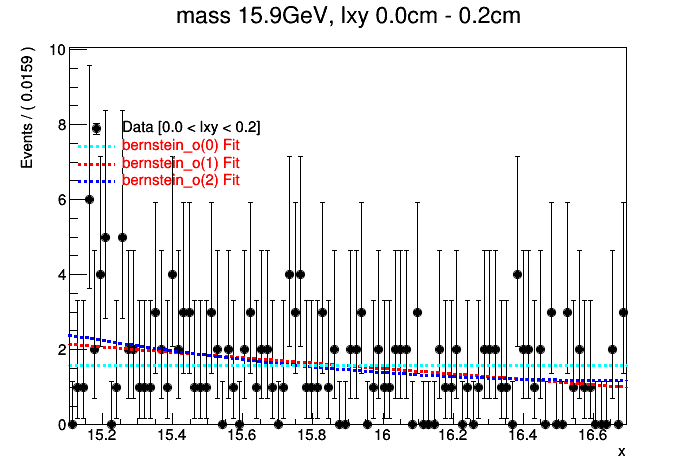 mass 15.9GeV, lxy 0.0cm - 0.2cm
Events / ( 0.0159 )
10
8
6
4
2
0
Data [0.0 < lxy < 0.2]
bernstein_o(0) Fit
bernstein_o(1) Fit
bernstein_o(2) Fit
15.2 15.4 15.6 15.8 16 16.2 16.4 16.6
x